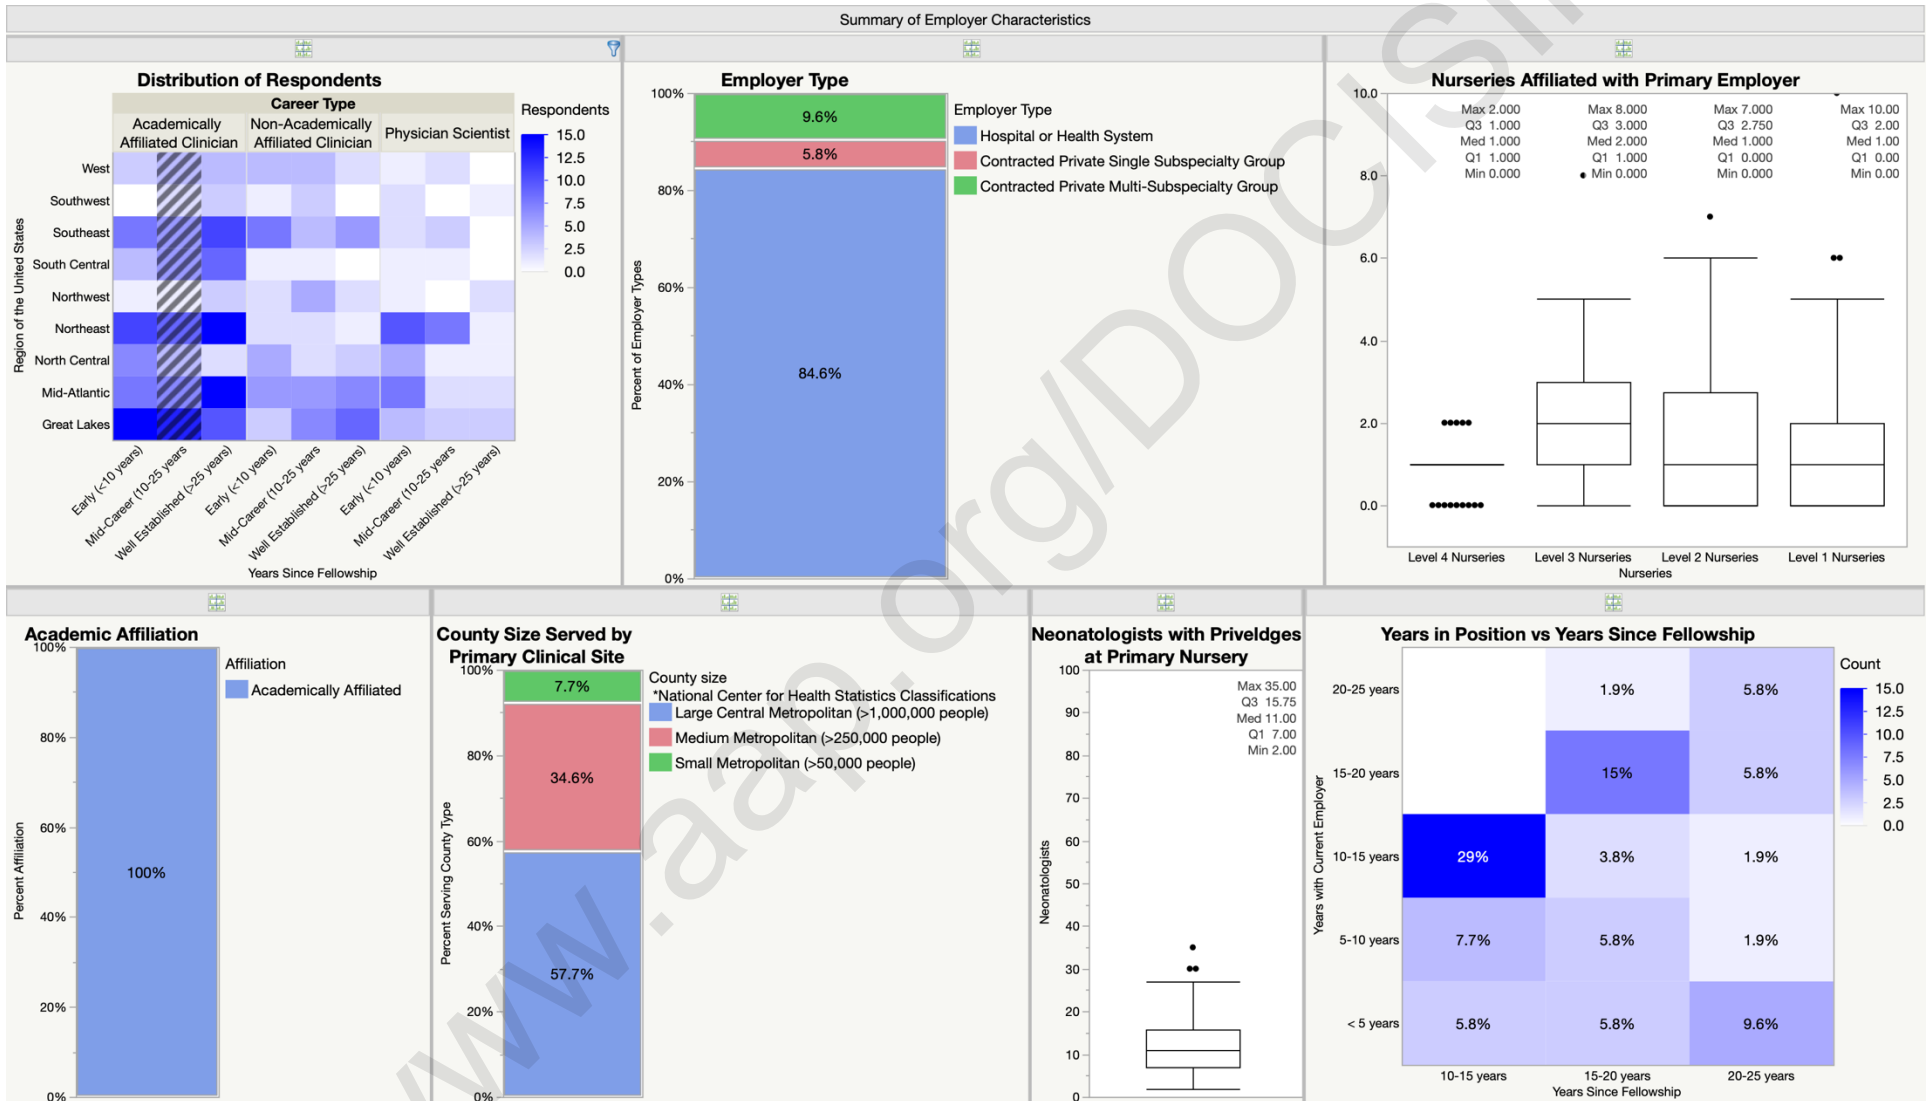 Summary of Employer Characteristics
Distribution of Respondents
Career Type
Academically
Affiliated Clinician
Non-Academically
Affiliated Clinician
Physician Scientist
Respondents
15.0
12.5
10.0
7.5
5.0
2.5
0.0
Region of the United States
West
Southwest
Southeast
South Central
Northwest
Northeast
North Central
Mid-Atlantic
Great Lakes
Early (<10 years)
Mid-Career (10-25 years
Well Established (>25 years)
Early (<10 years)
Mid-Career (10-25 years
Well Established (>25 years)
Early (<10 years)
Mid-Career (10-25 years
Well Established (>25 years)
Years Since Fellowship
Employer Type
Percent of Employer Types
100%
80%
60%
40%
20%
0%
9.6%
5.8%
84.6%
Employer Type
Hospital or Health System
Contracted Private Single Subspecialty Group
Contracted Private Multi-Subspecialty Group
Nurseries Affiliated with Primary Employer
10.0
8.0
6.0
4.0
2.0
0.0
Max 2.000
Q3 1.000
Med 1.000
Q1 1.000
Min 0.000
Max 8.000
Q3 3.000
Med 2.000
Q1 1.000
Min 0.000
Max 7.000
Q3 2.750
Med 1.000
Q1 0.000
Min 0.000
Max 10.00
Q3 2.00
Med 1.00
Q1 0.00
Min 0.00
Level 4 Nurseries
Level 3 Nurseries
Level 2 Nurseries
Level 1 Nurseries
Nurseries
Academic Affiliation
Percent Affiliation
100%
80%
60%
40%
20%
0%
100%
Affiliation
Academically Affiliated
County Size Served by
Primary Clinical Site
Percent Serving County Type
100%
80%
60%
40%
20%
0%
7.7%
34.6%
57.7%
County size
*National Center for Health Statistics Classifications
Large Central Metropolitan (>1,000,000 people)
Medium Metropolitan (>250,000 people)
Small Metropolitan (>50,000 people)
Neonatologists with Priveldges
at Primary Nursery
Neonatologists
100
90
80
70
60
50
40
30
20
10
0
Max 35.00
Q3 15.75
Med 11.00
Q1 7.00
Min 2.00
Years in Position vs Years Since Fellowship
Years with Current Employer
20-25 years
1.9%
5.8%
15-20 years
15%
5.8%
10-15 years
29%
3.8%
1.9%
5-10 years
7.7%
5.8%
1.9%
< 5 years
5.8%
5.8%
9.6%
10-15 years
15-20 years
20-25 years
Years Since Fellowship
Count
15.0
12.5
10.0
7.5
5.0
2.5
0.0